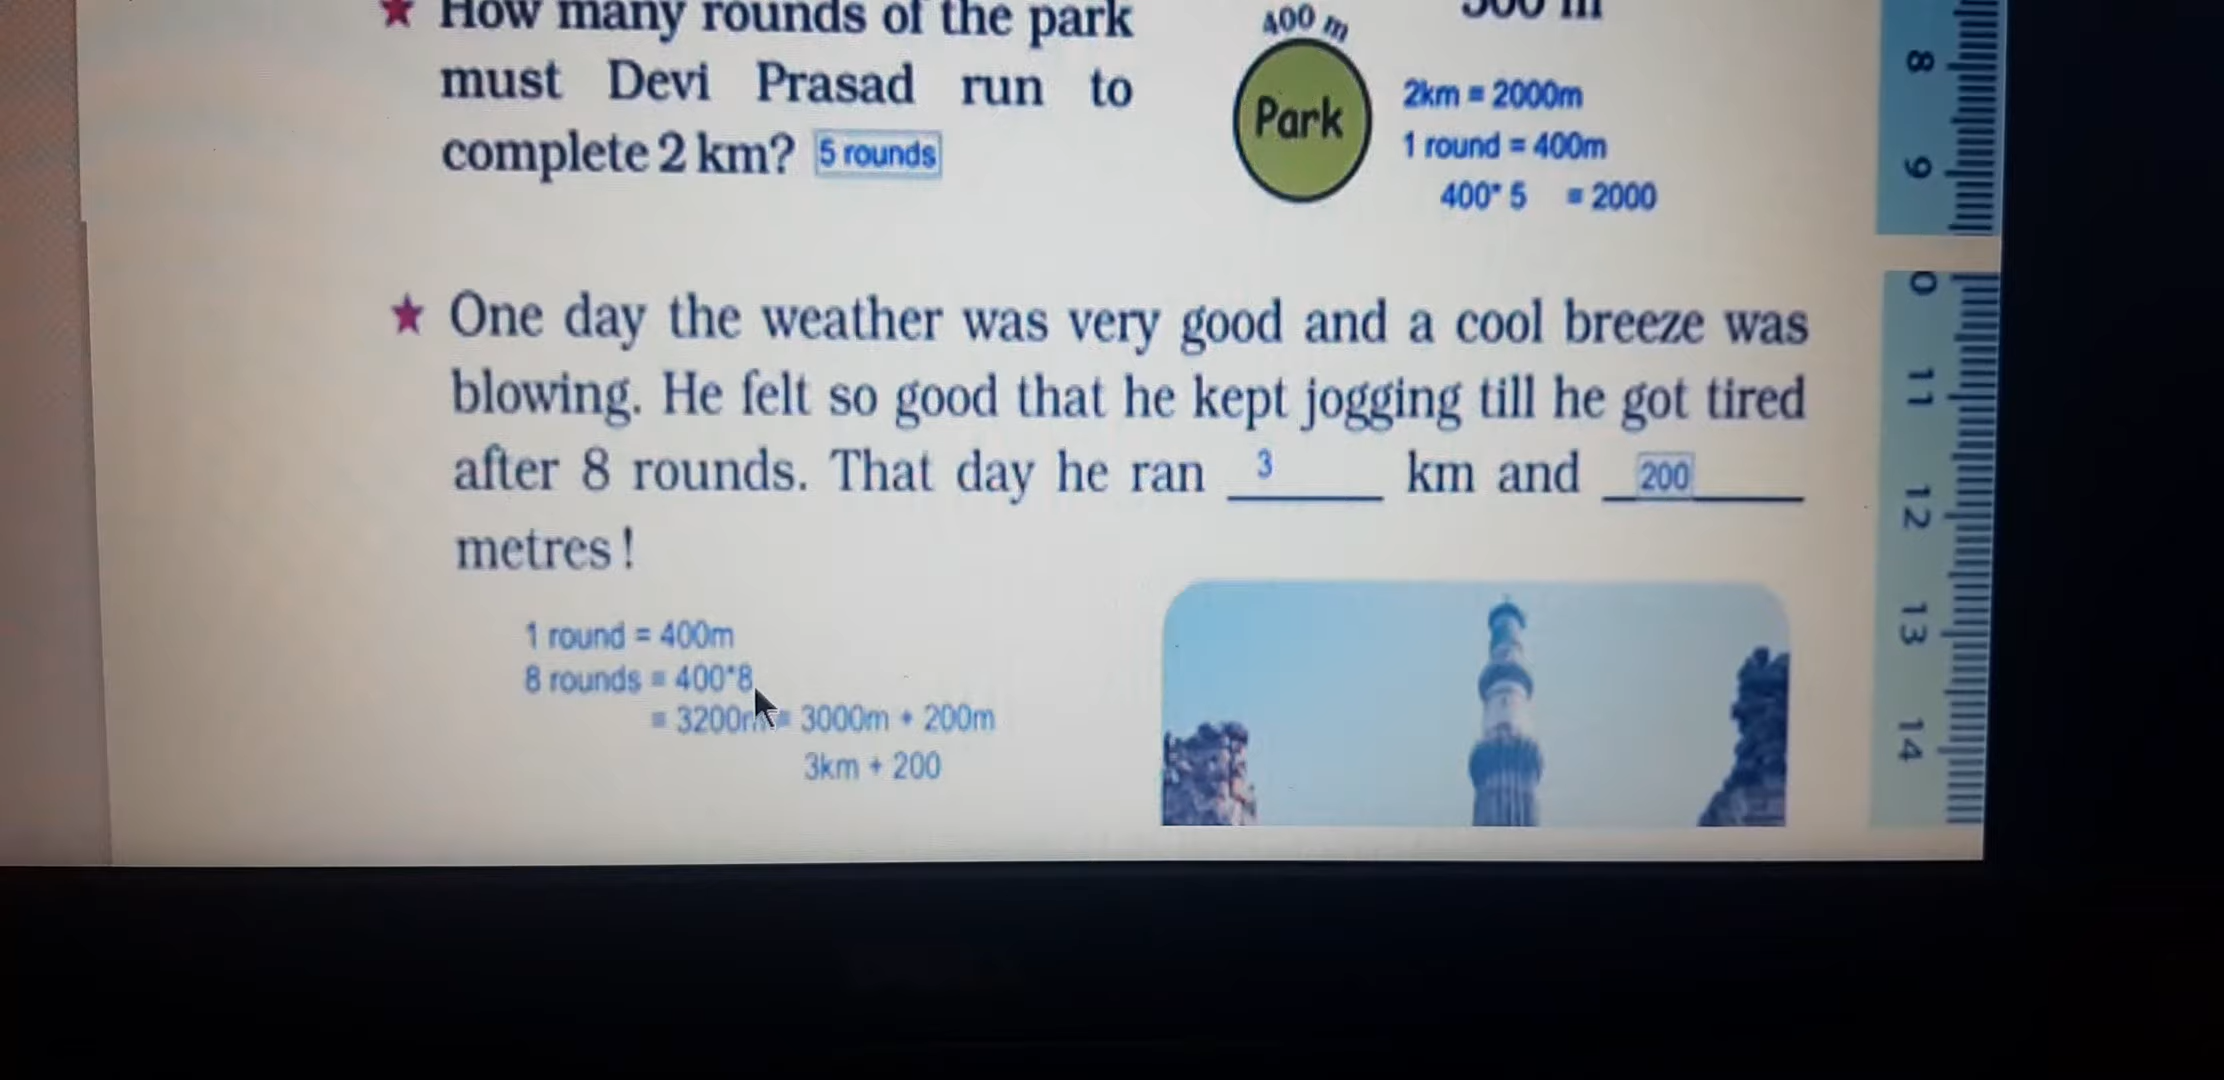 How many rounds of the park
must Devi Prasad run to
complete 2 km? 5 rounds
400 m
Park
2km = 2000m
1 round = 400m
400* 5 = 2000
One day the weather was very good and a cool breeze was
blowing. He felt so good that he kept jogging till he got tired
after 8 rounds. That day he ran 3 km and 200
metres!
1 round = 400m
8 rounds = 400*8
= 3200m = 3000m + 200m
3km + 200
8
9
0
11
12
13
14